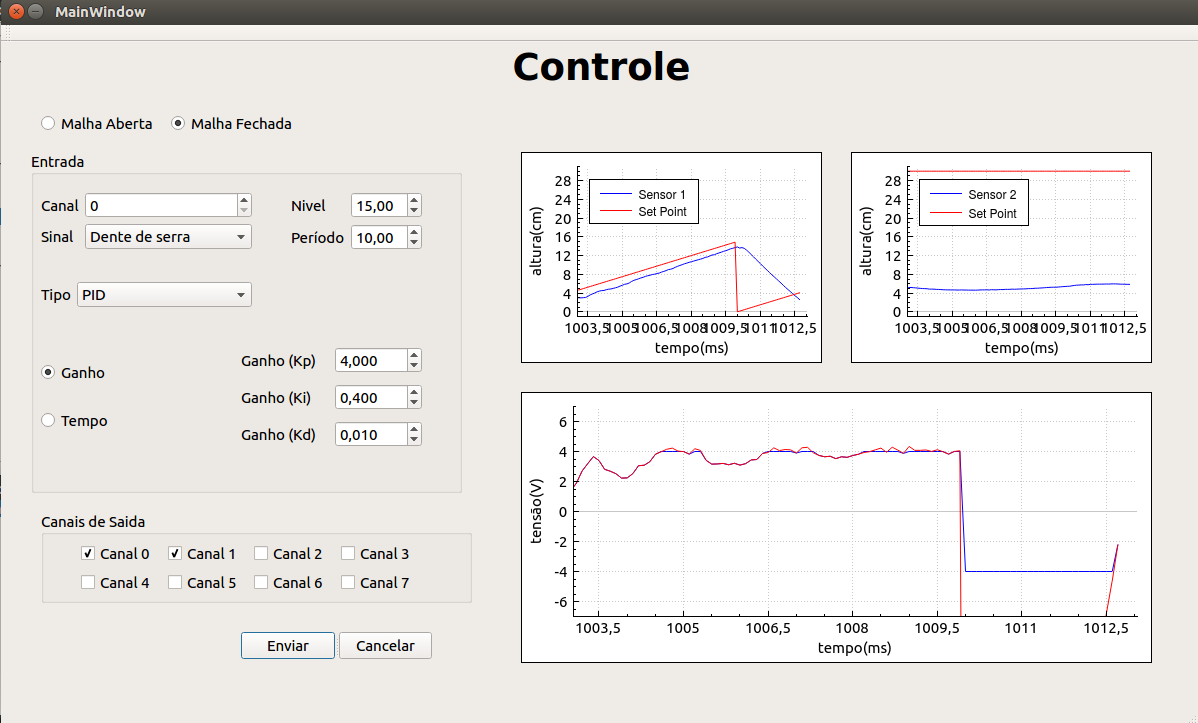 MainWindow
Controle
Malha Aberta Malha Fechada
Entrada
Canal 0 Nivel 15,00
Sinal Dente de serra Período 10,00
Tipo PID
Ganho
Tempo
Ganho (Kp) 4,000
Ganho (Ki) 0,400
Ganho (Kd) 0,010
Canais de Saida
Canal 0 Canal 1 Canal 2 Canal 3
Canal 4 Canal 5 Canal 6 Canal 7
Enviar Cancelar
altura(cm)
28
24
20
16
12
8
4
0
Sensor 1
Set Point
1003,5 1005 1006,5 1008 1009,5 1011 1012,5
tempo(ms)
altura(cm)
28
24
20
16
12
8
4
0
Sensor 2
Set Point
1003,5 1005 1006,5 1008 1009,5 1011 1012,5
tempo(ms)
tensão(V)
6
4
2
0
-2
-4
-6
1003,5 1005 1006,5 1008 1009,5 1011 1012,5
tempo(ms)